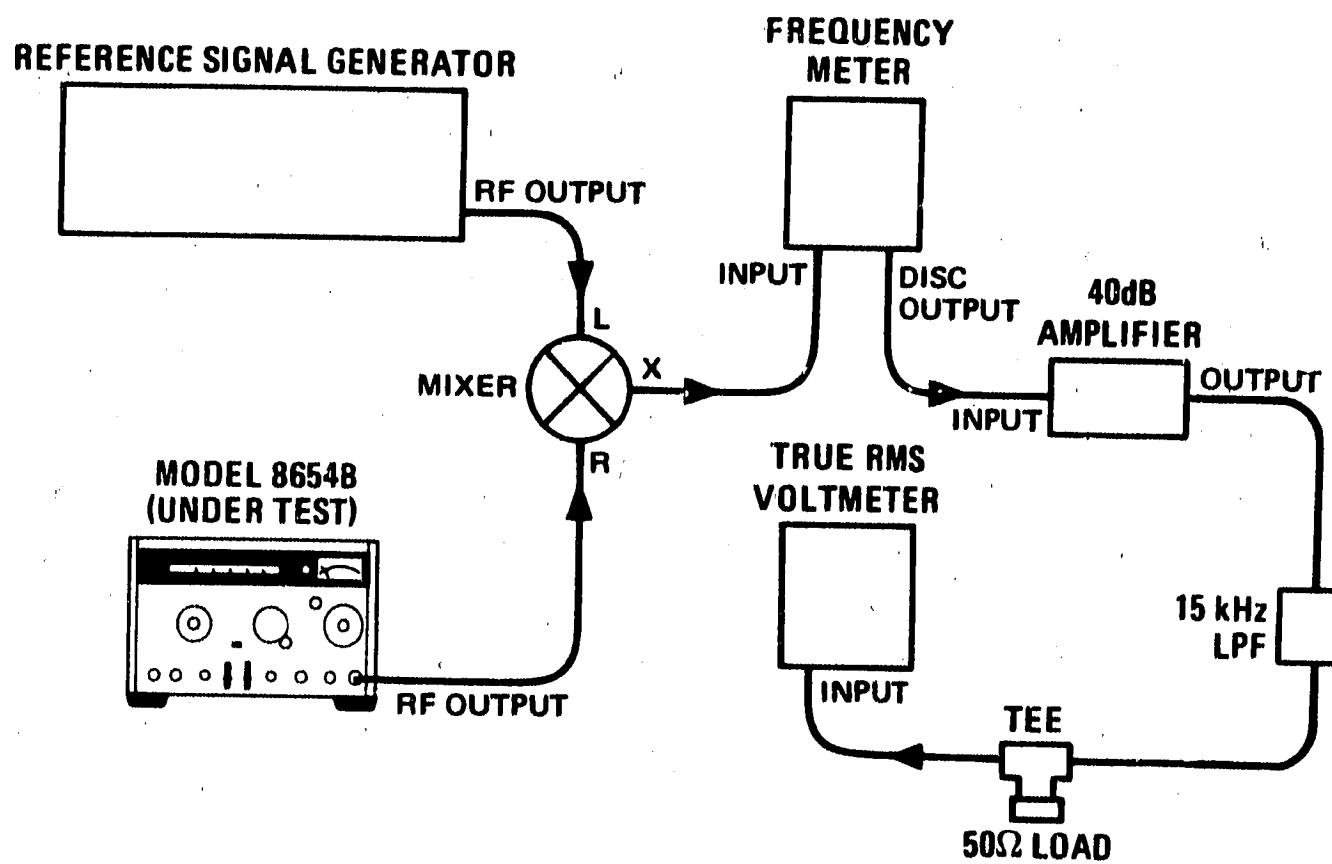 REFERENCE SIGNAL GENERATOR
RF OUTPUT
FREQUENCY
METER
INPUT
DISC
OUTPUT
40dB
AMPLIFIER
INPUT
OUTPUT
L
MIXER
X
R
MODEL 8654B
(UNDER TEST)
RF OUTPUT
TRUE RMS
VOLTMETER
INPUT
15 kHz
LPF
TEE
50Ω LOAD